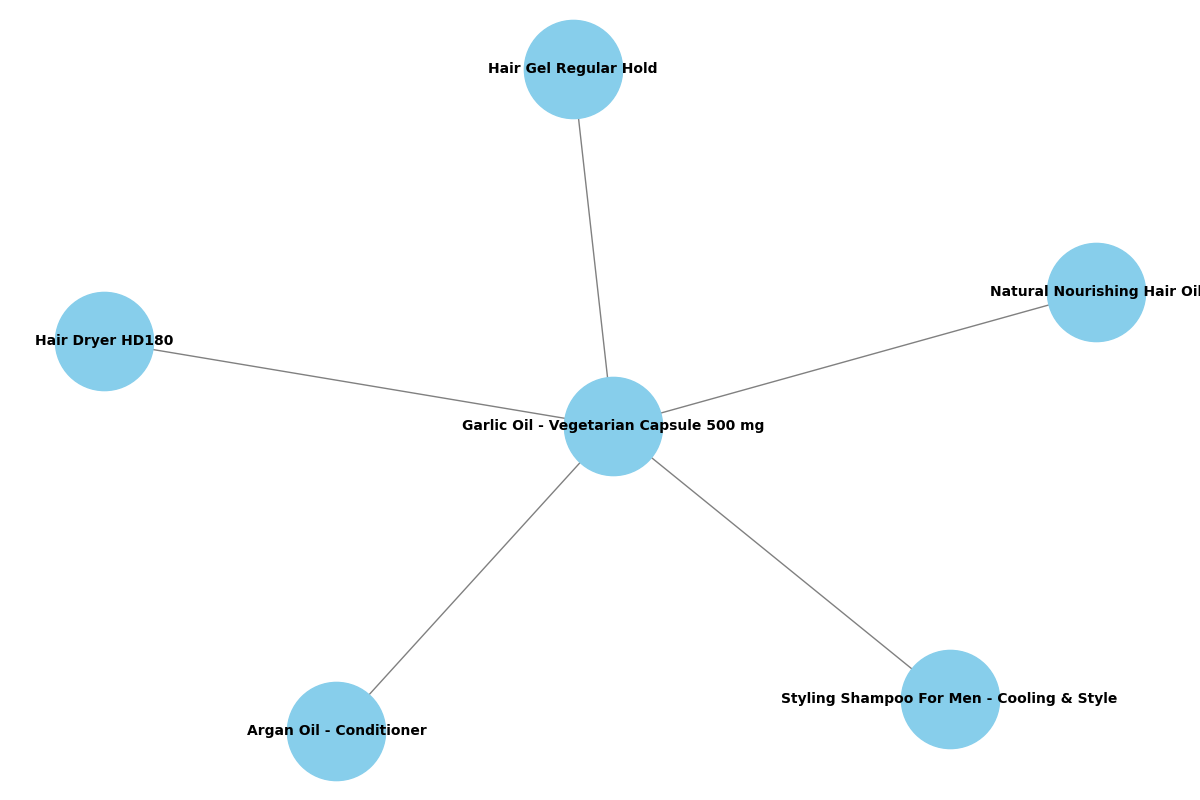 Hair Gel Regular Hold
Natural Nourishing Hair Oil
Hair Dryer HD180
Garlic Oil - Vegetarian Capsule 500 mg
Styling Shampoo For Men - Cooling & Style
Argan Oil - Conditioner